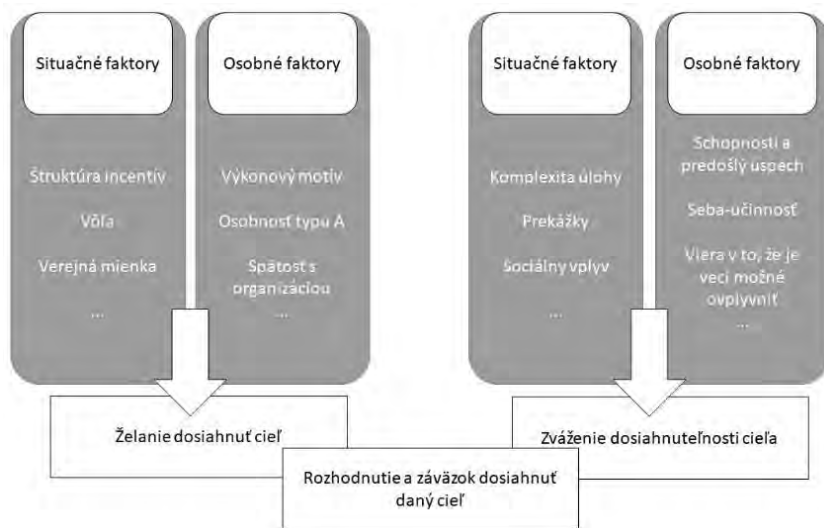 Situačné faktory
Štruktúra incentív
Vôľa
Verejná mienka
...
Osobné faktory
Výkonový motív
Osobnosť typu A
Spätosť s
organizáciou
...
Želanie dosiahnuť cieľ
Situačné faktory
Komplexita úlohy
Prekážky
Sociálny vplyv
...
Osobné faktory
Schopnosti a
predošlý uspech
Seba-učinnosť
Viera v to, že je
veci možné
ovplyvniť
...
Zváženie dosiahnuteľnosti cieľa
Rozhodnutie a záväzok dosiahnuť
daný cieľ